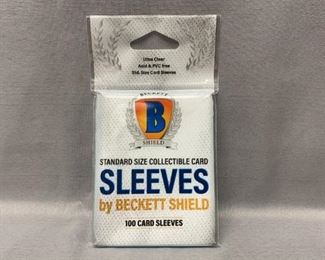 Ultra Clear
Acid & PVC free
Std. Size Card Sleeves
BECKETT
B
SHIELD
STANDARD SIZE COLLECTIBLE CARD
SLEEVES
by BECKETT SHIELD
100 CARD SLEEVES